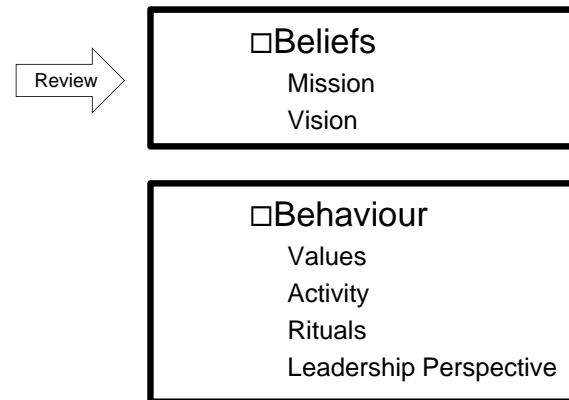 Review
□Beliefs
Mission
Vision
□Behaviour
Values
Activity
Rituals
Leadership Perspective